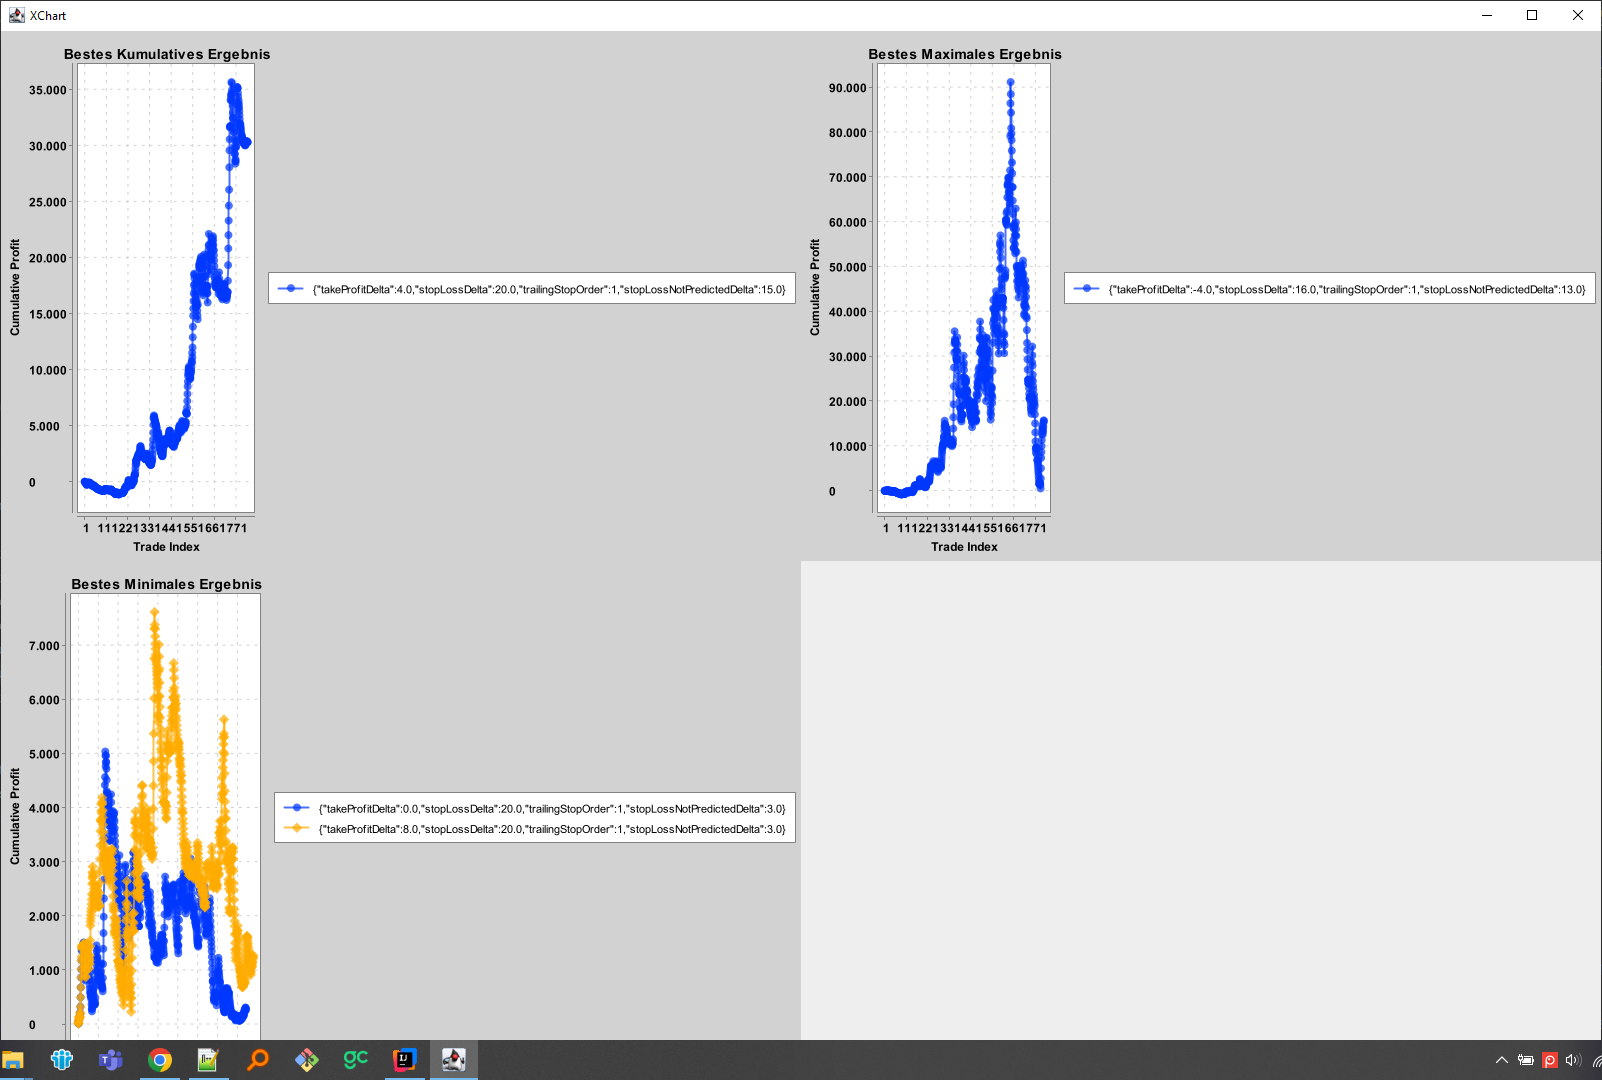 XChart
Bestes Kumulatives Ergebnis
35.000
30.000
25.000
20.000
15.000
10.000
5.000
0
Cumulative Profit
1 111221331441551661771
Trade Index
{"takeProfitDelta":4.0,"stopLossDelta":20.0,"trailingStopOrder":1,"stopLossNotPredictedDelta":15.0}
Bestes Maximales Ergebnis
90.000
80.000
70.000
60.000
50.000
40.000
30.000
20.000
10.000
0
Cumulative Profit
1 111221331441551661771
Trade Index
{"takeProfitDelta":-4.0,"stopLossDelta":16.0,"trailingStopOrder":1,"stopLossNotPredictedDelta":13.0}
Bestes Minimales Ergebnis
7.000
6.000
5.000
4.000
3.000
2.000
1.000
0
Cumulative Profit
{"takeProfitDelta":0.0,"stopLossDelta":20.0,"trailingStopOrder":1,"stopLossNotPredictedDelta":3.0}
{"takeProfitDelta":8.0,"stopLossDelta":20.0,"trailingStopOrder":1,"stopLossNotPredictedDelta":3.0}